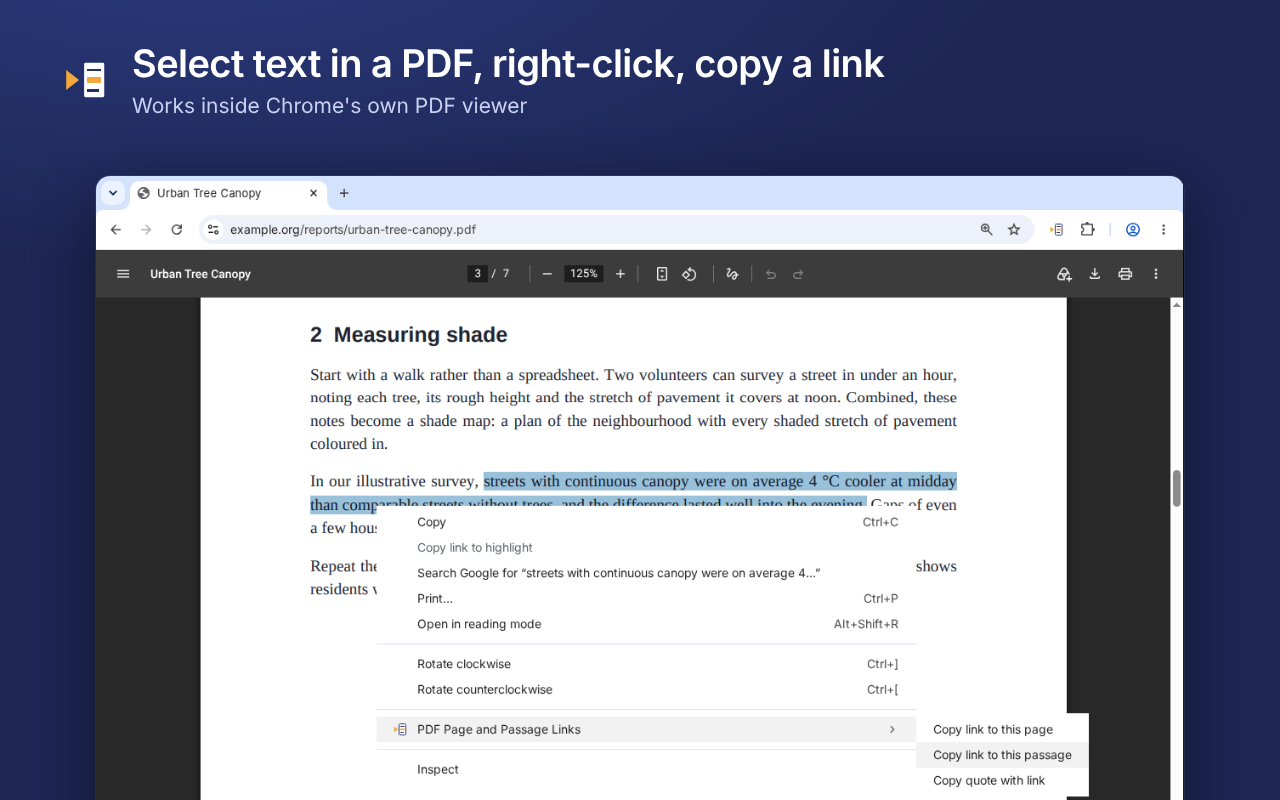 Select text in a PDF, right-click, copy a link
Works inside Chrome's own PDF viewer
Urban Tree Canopy
example.org/reports/urban-tree-canopy.pdf
Urban Tree Canopy
3 / 7
125%
2 Measuring shade
Start with a walk rather than a spreadsheet. Two volunteers can survey a street in under an hour,
noting each tree, its rough height and the stretch of pavement it covers at noon. Combined, these
notes become a shade map: a plan of the neighbourhood with every shaded stretch of pavement
coloured in.
In our illustrative survey, streets with continuous canopy were on average 4 °C cooler at midday
than comparable streets without trees, and the difference lasted well into the evening. Gaps of even
a few hous
Repeat the shows
residents w
Copy Ctrl+C
Copy link to highlight
Search Google for “streets with continuous canopy were on average 4…”
Print… Ctrl+P
Open in reading mode Alt+Shift+R
Rotate clockwise Ctrl+]
Rotate counterclockwise Ctrl+[
PDF Page and Passage Links
Inspect
Copy link to this page
Copy link to this passage
Copy quote with link